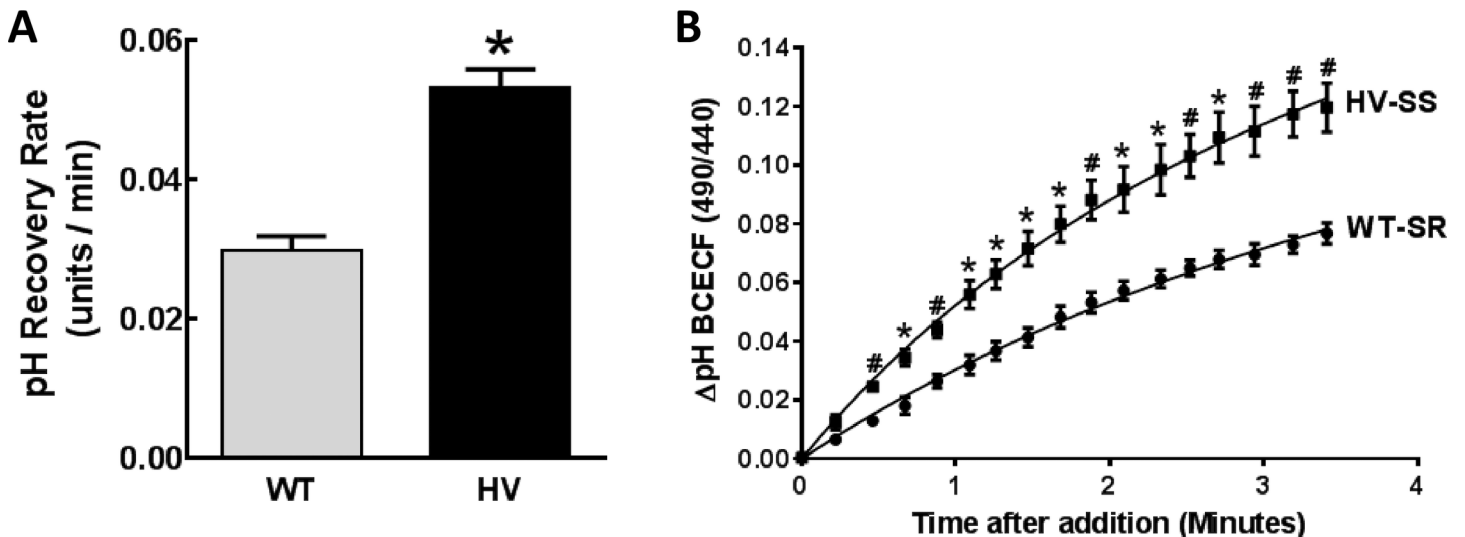 A
pH Recovery Rate
(units / min)
0.06
0.04
0.02
0.00
*
WT
HV
B
ΔpH BCECF (490/440)
0.14
0.12
0.10
0.08
0.06
0.04
0.02
0.00
# * # * * * * # * * # * # # #
HV-SS
WT-SR
0 1 2 3 4
Time after addition (Minutes)